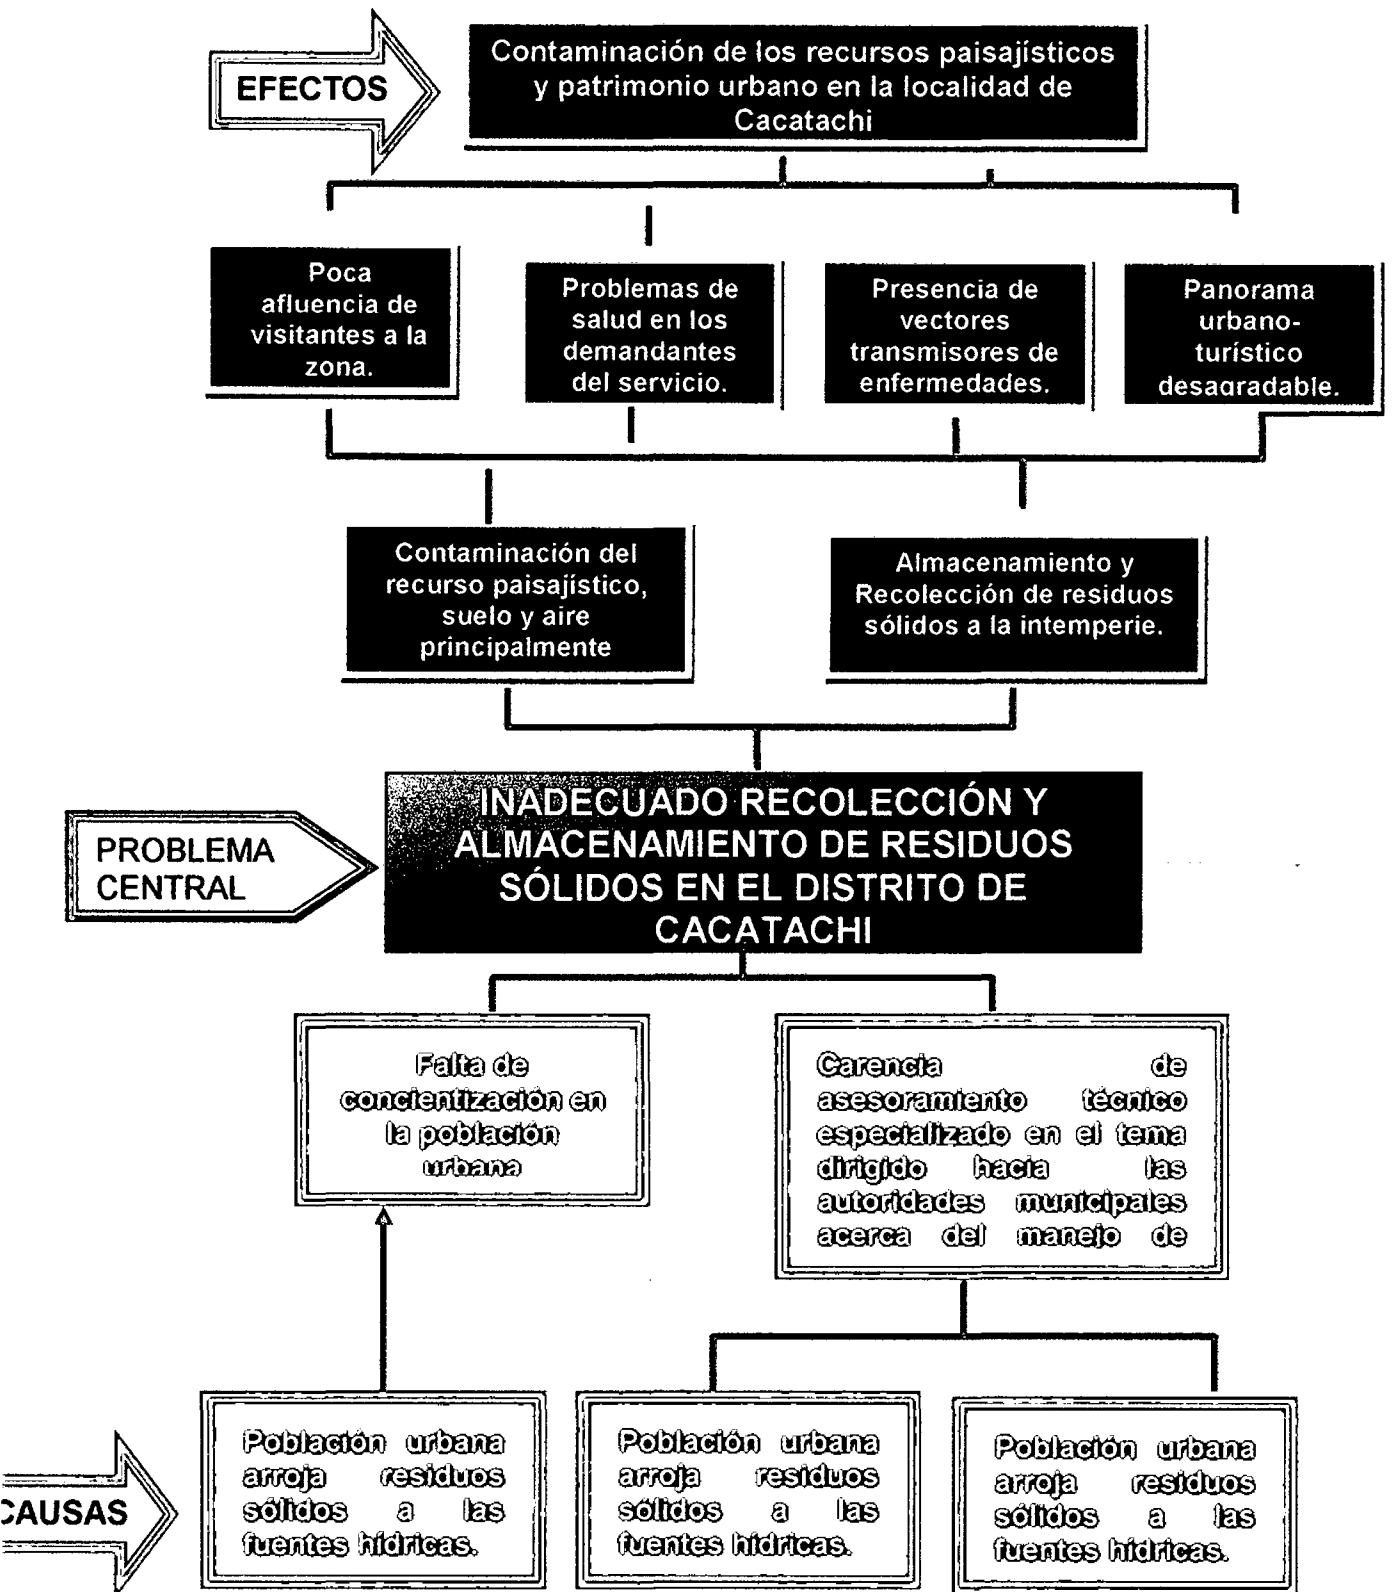 EFECTOS
Contaminación de los recursos paisajísticos
y patrimonio urbano en la localidad de
Cacatachi
Poca
afluencia de
visitantes a la
zona.
Problemas de
salud en los
demandantes
del servicio.
Presencia de
vectores
transmisores de
enfermedades.
Panorama
urbano-
turístico
desagradable.
Contaminación del
recurso paisajístico,
suelo y aire
principalmente
Almacenamiento y
Recolección de residuos
sólidos a la intemperie.
PROBLEMA
CENTRAL
INADECUADO RECOLECCIÓN Y
ALMACENAMIENTO DE RESIDUOS
SÓLIDOS EN EL DISTRITO DE
CACATACHI
Falta de
concientización en
la población
urbana
Carencia de
asesoramiento técnico
especializado en el tema
dirigido hacia las
autoridades municipales
acerca del manejo de
CAUSAS
Población urbana
arroja residuos
sólidos a las
fuentes hídricas.
Población urbana
arroja residuos
sólidos a las
fuentes hídricas.
Población urbana
arroja residuos
sólidos a las
fuentes hídricas.